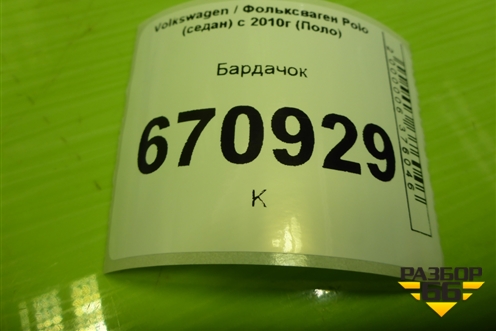 Volkswagen / Фольксваген Polo
(седан) с 2010г (Поло)
Бардачок
670929
К
РАЗБОР
66